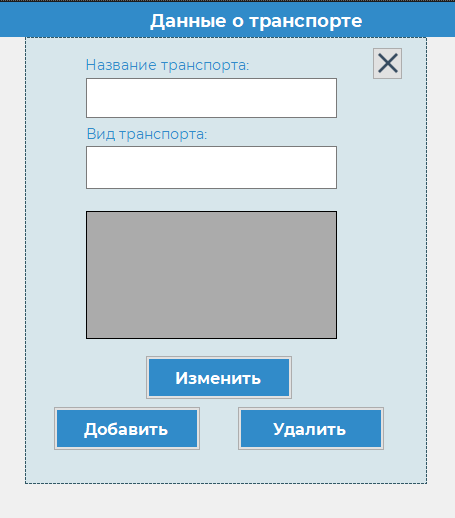 Данные о транспорте
Название транспорта:
Вид транспорта:
Изменить
Добавить
Удалить